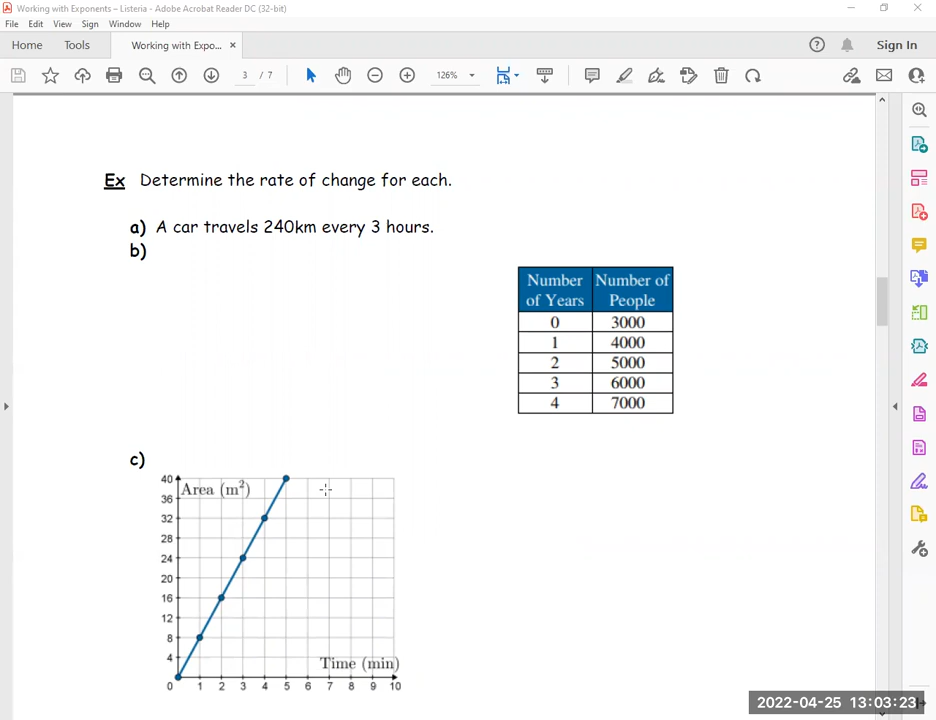 Working with Exponents – Listeria - Adobe Acrobat Reader DC (32-bit)
File Edit View Sign Window Help
Home Tools Working with Expo... × Sign In
3 / 7 126%
Ex Determine the rate of change for each.
a) A car travels 240km every 3 hours.
b)
Number of Years Number of People
0 3000
1 4000
2 5000
3 6000
4 7000
c)
40 Area (m²)
36
32
28
24
20
16
12
8
4 Time (min)
0 1 2 3 4 5 6 7 8 9 10
2022-04-25 13:03:23